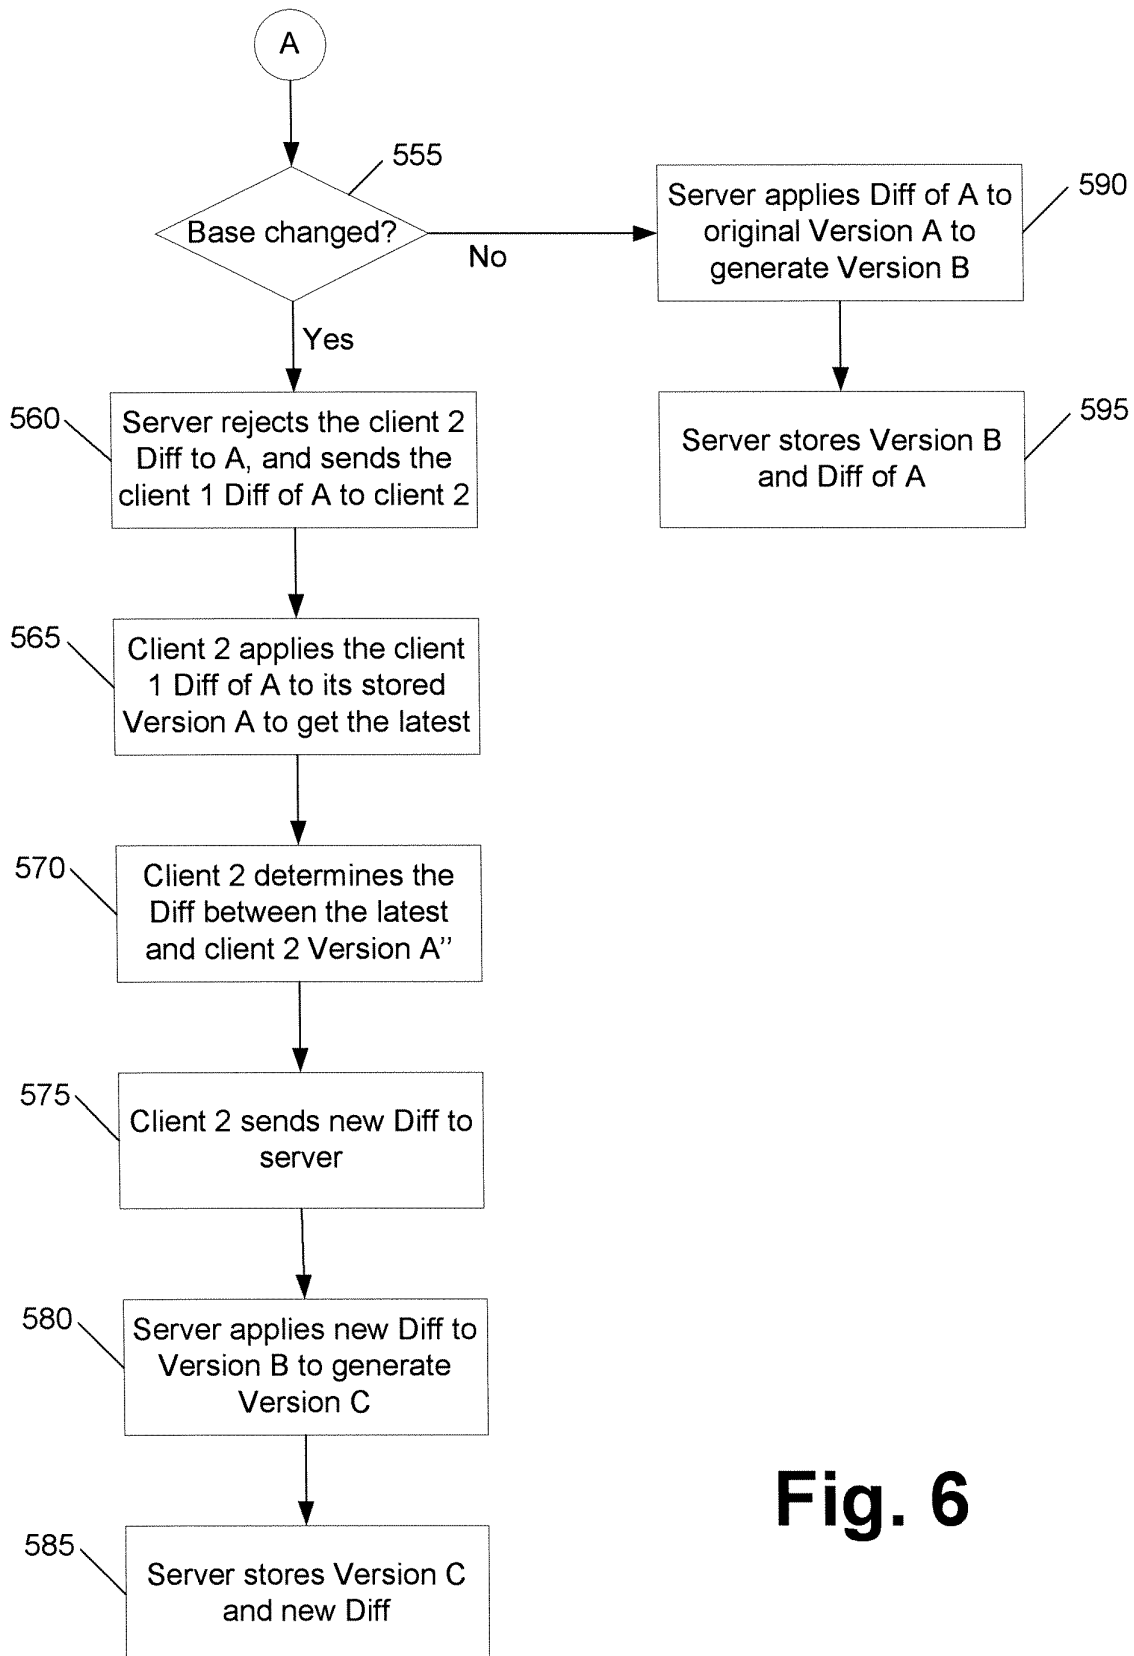 A
555
Base changed?
No
Yes
590
Server applies Diff of A to
original Version A to
generate Version B
595
Server stores Version B
and Diff of A
560
Server rejects the client 2
Diff to A, and sends the
client 1 Diff of A to client 2
565
Client 2 applies the client
1 Diff of A to its stored
Version A to get the latest
570
Client 2 determines the
Diff between the latest
and client 2 Version A’’
575
Client 2 sends new Diff to
server
580
Server applies new Diff to
Version B to generate
Version C
585
Server stores Version C
and new Diff
Fig. 6